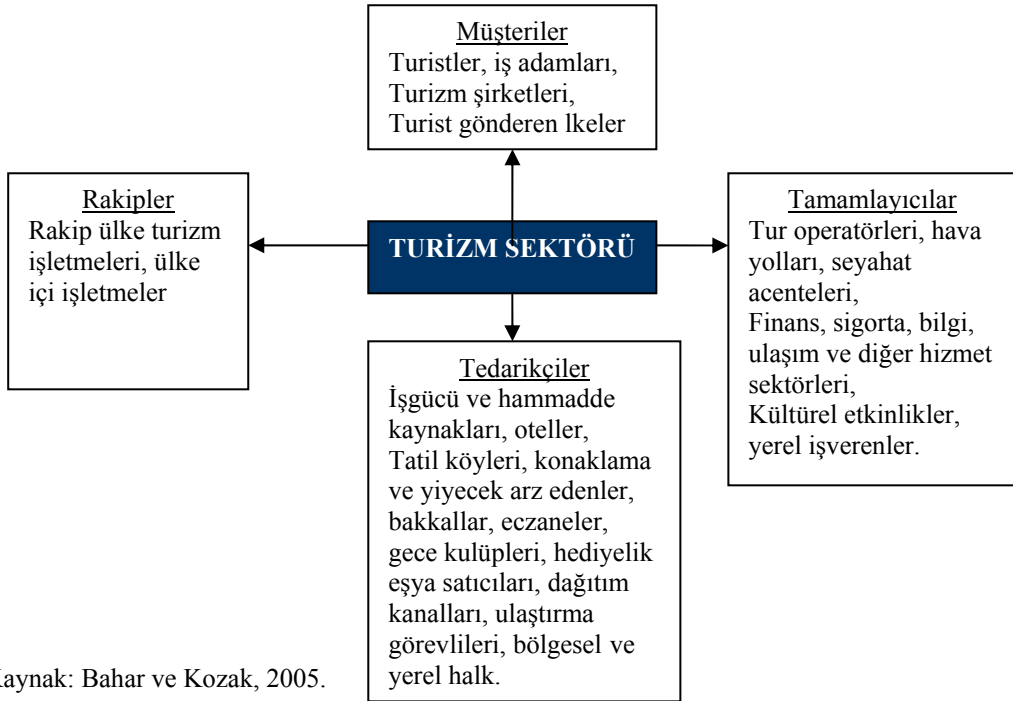 Müşteriler
Turistler, iş adamları,
Turizm şirketleri,
Turist gönderen lkeler
Rakipler
Rakip ülke turizm
işletmeleri, ülke
içi işletmeler
TURİZM SEKTÖRÜ
Tamamlayıcılar
Tur operatörleri, hava
yolları, seyahat
acenteleri,
Finans, sigorta, bilgi,
ulaşım ve diğer hizmet
sektörleri,
Kültürel etkinlikler,
yerel işverenler.
Tedarikçiler
İşgücü ve hammadde
kaynakları, oteller,
Tatil köyleri, konaklama
ve yiyecek arz edenler,
bakkallar, eczaneler,
gece kulüpleri, hediyelik
eşya satıcıları, dağıtım
kanalları, ulaştırma
görevlileri, bölgesel ve
yerel halk.
Kaynak: Bahar ve Kozak, 2005.